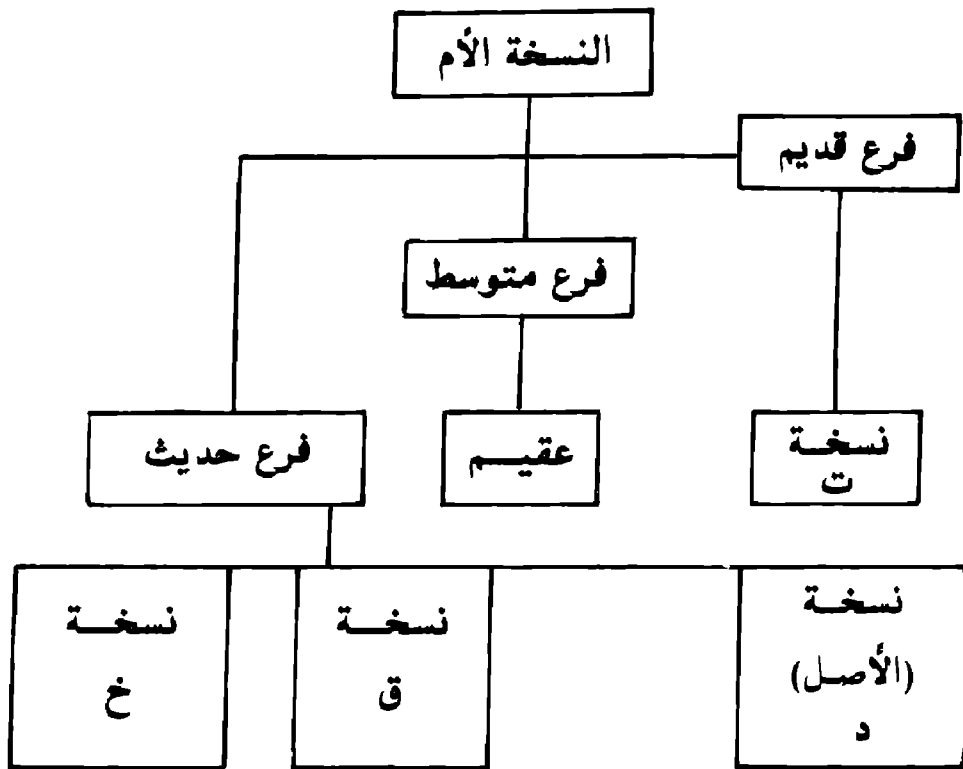 النسخة الأم
فرع قديم
فرع متوسط
فرع حديث
عقيم
نسخة
ت
نسخة
(الأصل)
د
نسخة
ق
نسخة
خ